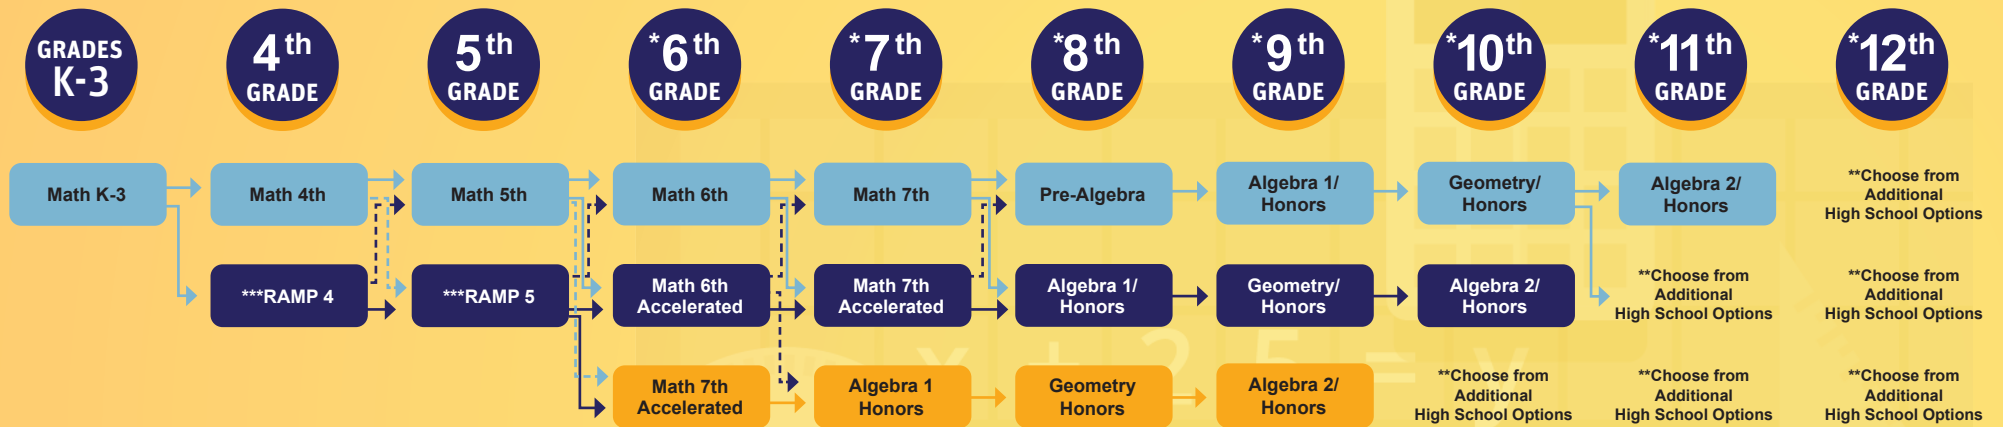 GRADES
K-3
4th
GRADE
5th
GRADE
*6th
GRADE
*7th
GRADE
*8th
GRADE
*9th
GRADE
*10th
GRADE
*11th
GRADE
*12th
GRADE
Math K-3
Math 4th
Math 5th
Math 6th
Math 7th
Pre-Algebra
Algebra 1/
Honors
Geometry/
Honors
Algebra 2/
Honors
**Choose from
Additional
High School Options
***RAMP 4
***RAMP 5
Math 6th
Accelerated
Math 7th
Accelerated
Algebra 1/
Honors
Geometry/
Honors
Algebra 2/
Honors
**Choose from
Additional
High School Options
**Choose from
Additional
High School Options
Math 7th
Accelerated
Algebra 1
Honors
Geometry
Honors
Algebra 2/
Honors
**Choose from
Additional
High School Options
**Choose from
Additional
High School Options
**Choose from
Additional
High School Options
x + 2 5 = y